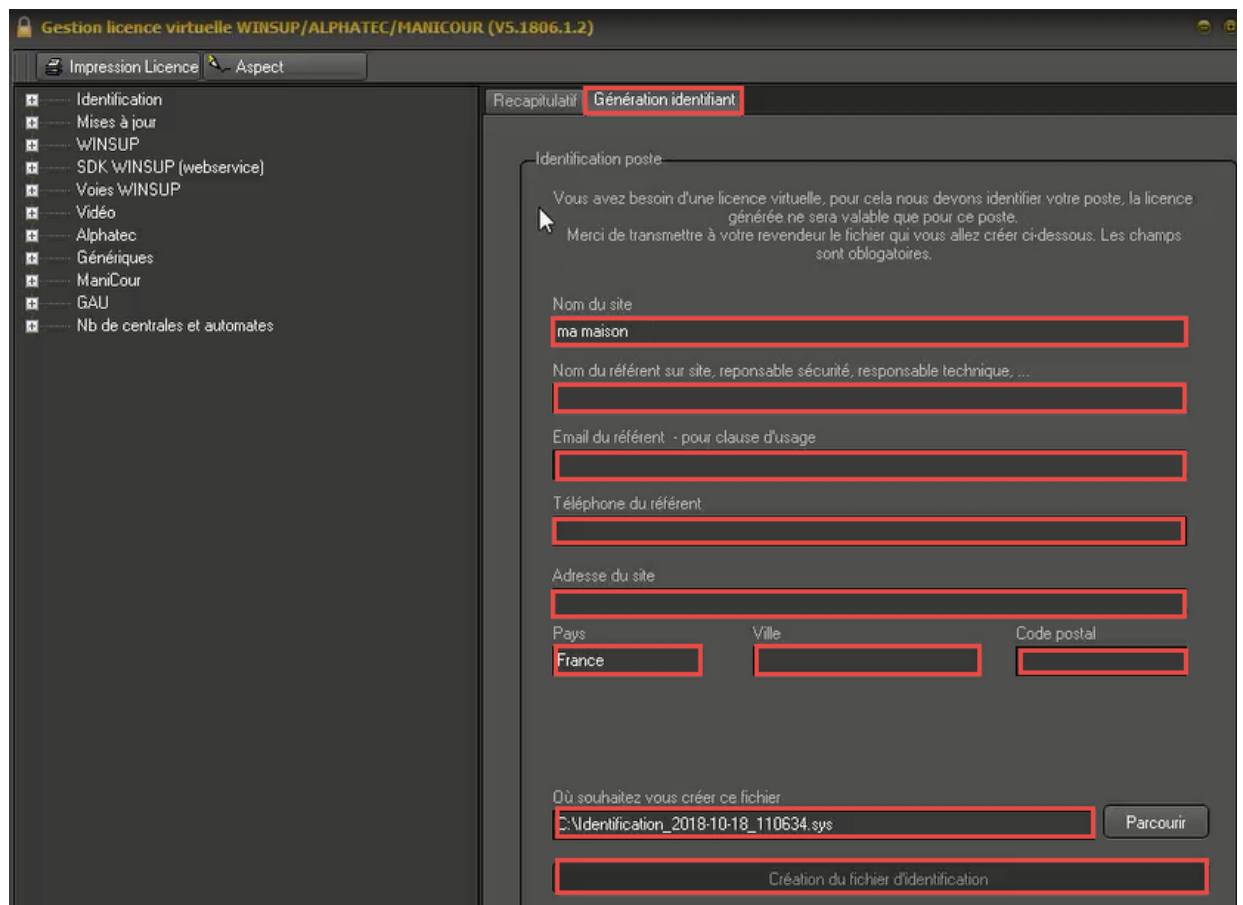 Gestion licence virtuelle WINSUP/ALPHATEC/MANICOUR (V5.1806.1.2)
Impression Licence Aspect
Identification
Mises à jour
WINSUP
SDK WINSUP (webservice)
Voies WINSUP
Vidéo
Alphatec
Génériques
ManiCour
GAU
Nb de centrales et automates
Recapitulatif Génération identifiant
Identification poste
Vous avez besoin d'une licence virtuelle, pour cela nous devons identifier votre poste, la licence
générée ne sera valable que pour ce poste.
Merci de transmettre à votre revendeur le fichier qui vous allez créer ci-dessous. Les champs
sont oblogatoires.
Nom du site
ma maison
Nom du référent sur site, reponsable sécurité, responsable technique, ...
Email du référent - pour clause d'usage
Téléphone du référent
Adresse du site
Pays Ville Code postal
France
Où souhaitez vous créer ce fichier
C:\Identification_2018-10-18_110634.sys Parcourir
Création du fichier d'identification